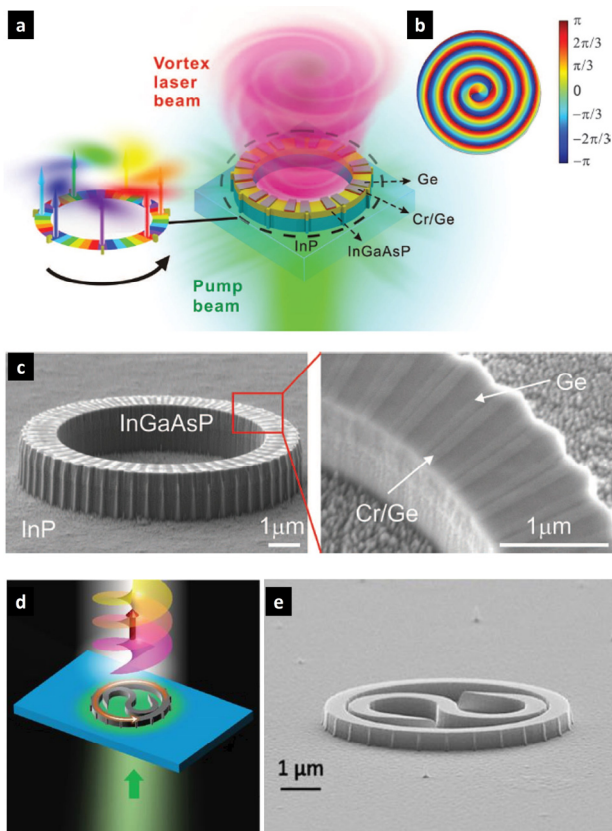 a
b
Vortex
laser
beam
π
2π/3
π/3
0
−π/3
−2π/3
−π
Ge
Cr/Ge
InP
InGaAsP
Pump
beam
c
InGaAsP
InP
1μm
Ge
Cr/Ge
1μm
d
e
1 μm